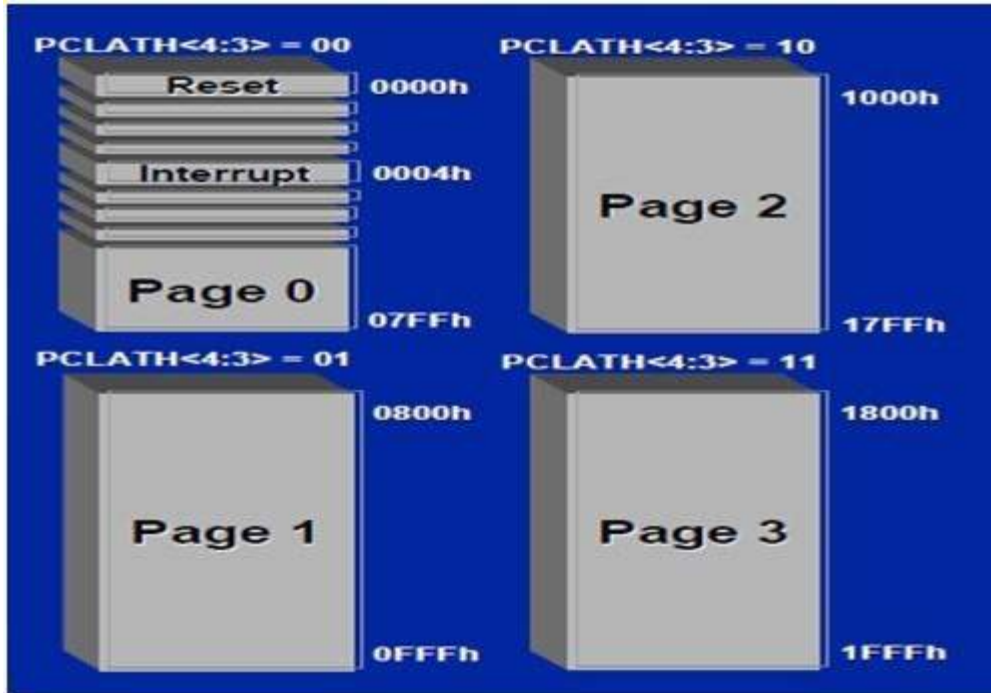 PCLATH<4:3> = 00
Reset
0000h
Interrupt
0004h
Page 0
07FFh
PCLATH<4:3> = 10
1000h
Page 2
17FFh
PCLATH<4:3> = 01
0800h
Page 1
0FFFh
PCLATH<4:3> = 11
1800h
Page 3
1FFFh